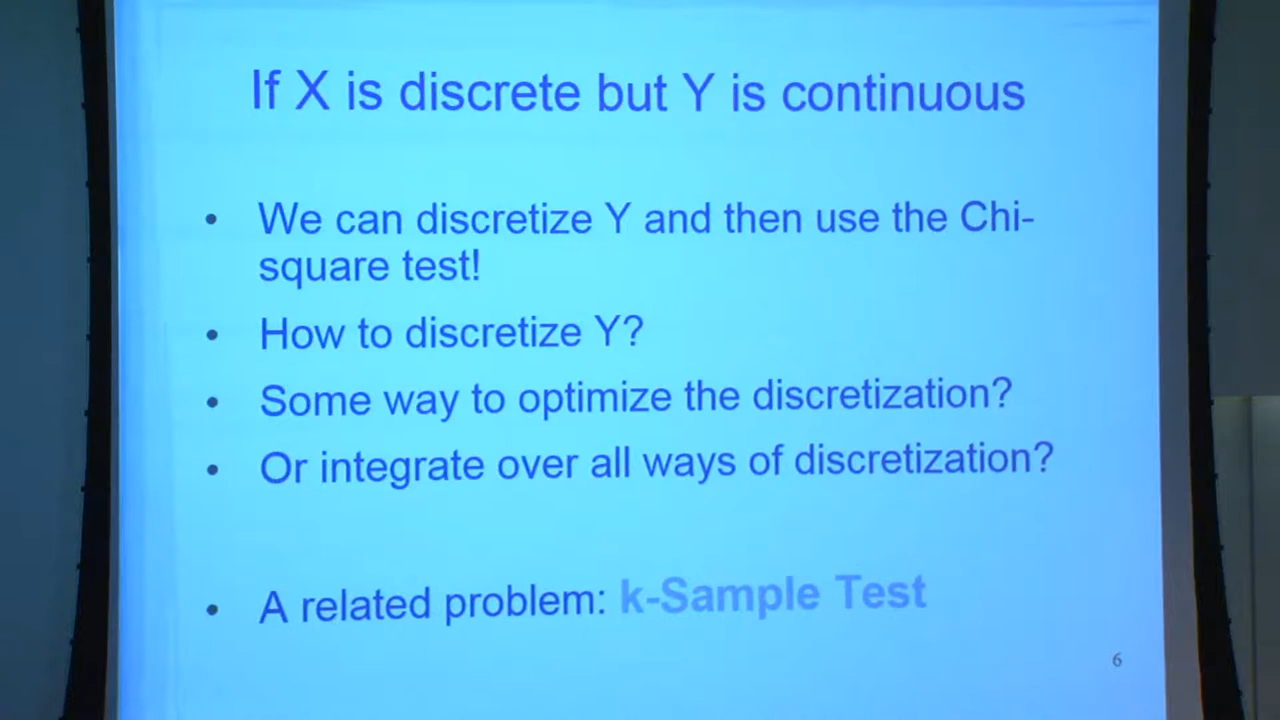 If X is discrete but Y is continuous
• We can discretize Y and then use the Chi-
square test!
• How to discretize Y?
• Some way to optimize the discretization?
• Or integrate over all ways of discretization?
• A related problem: k-Sample Test
6